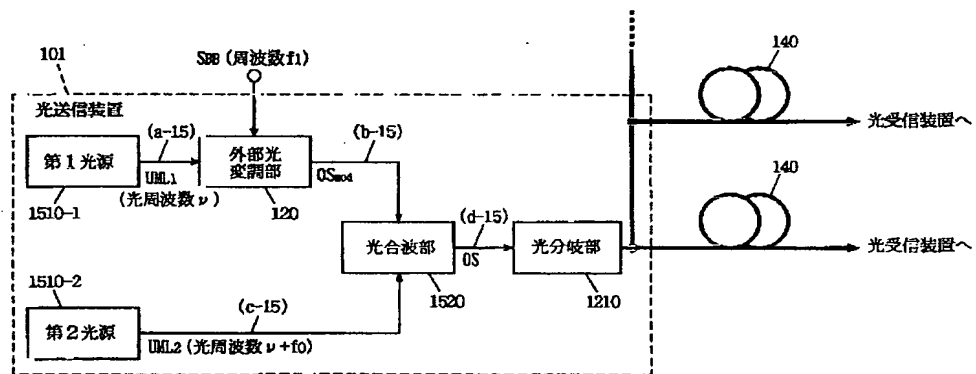 101
SBB (周波数f1)
140
光送信装置
(a-15)
(b-15)
光受信装置へ
第1光源
外部光
変調部
UML1
(光周波数ν)
OSmod
1510-1
120
140
(d-15)
光合波部
光分岐部
OS
光受信装置へ
1510-2
1520
1210
(c-15)
第2光源
UML2 (光周波数ν+f0)